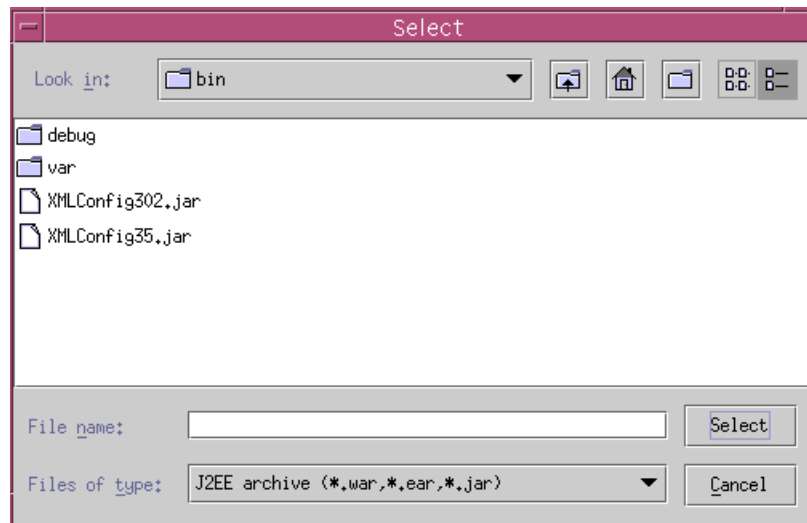 Select
Look in: bin
debug
var
XMLConfig302.jar
XMLConfig35.jar
File name: Select
Files of type: J2EE archive (*.war,*.ear,*.jar) Cancel